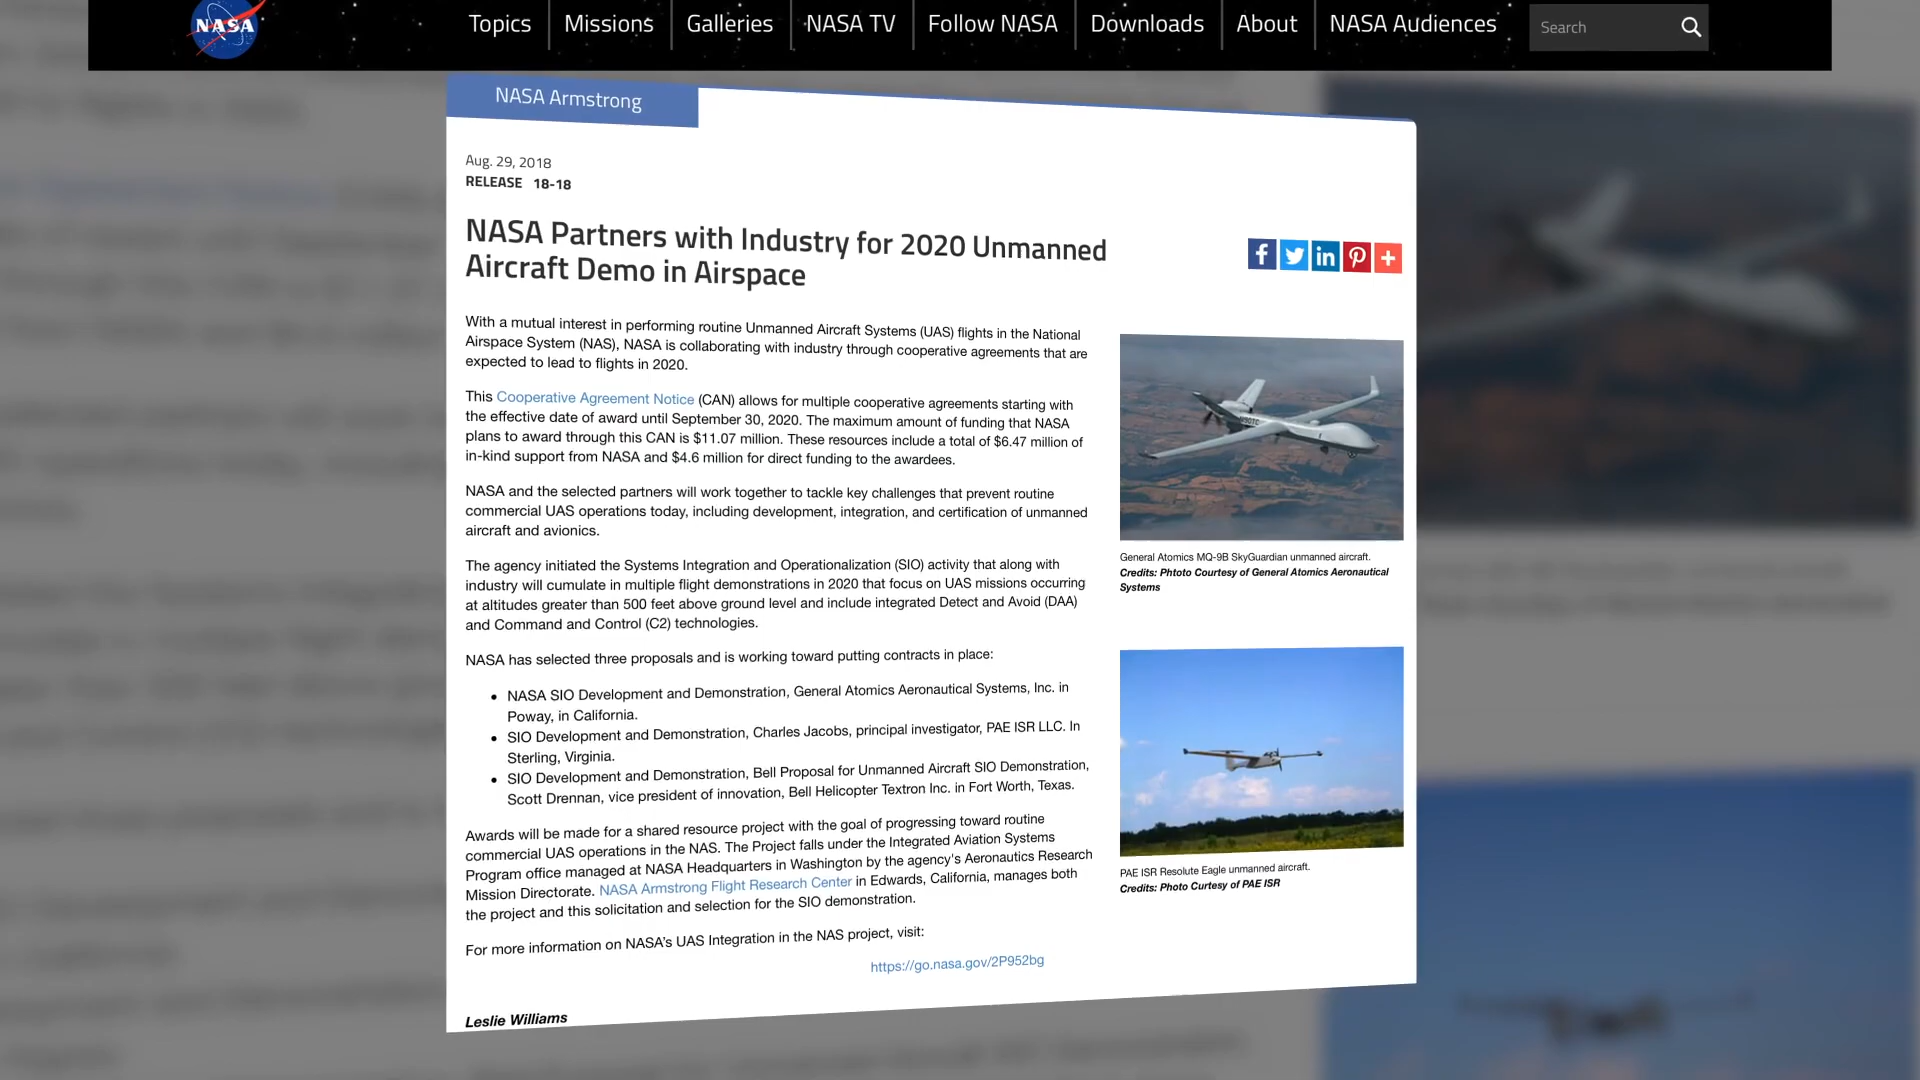 NASA
Topics
Missions
Galleries
NASA TV
Follow NASA
Downloads
About
NASA Audiences
Search
NASA Armstrong
Aug. 29, 2018
RELEASE 18-18
NASA Partners with Industry for 2020 Unmanned
Aircraft Demo in Airspace
With a mutual interest in performing routine Unmanned Aircraft Systems (UAS) flights in the National
Airspace System (NAS), NASA is collaborating with industry through cooperative agreements that are
expected to lead to flights in 2020.
This Cooperative Agreement Notice (CAN) allows for multiple cooperative agreements starting with
the effective date of award until September 30, 2020. The maximum amount of funding that NASA
plans to award through this CAN is $11.07 million. These resources include a total of $6.47 million of
in-kind support from NASA and $4.6 million for direct funding to the awardees.
NASA and the selected partners will work together to tackle key challenges that prevent routine
commercial UAS operations today, including development, integration, and certification of unmanned
aircraft and avionics.
The agency initiated the Systems Integration and Operationalization (SIO) activity that along with
industry will cumulate in multiple flight demonstrations in 2020 that focus on UAS missions occurring
at altitudes greater than 500 feet above ground level and include integrated Detect and Avoid (DAA)
and Command and Control (C2) technologies.
NASA has selected three proposals and is working toward putting contracts in place:
• NASA SIO Development and Demonstration, General Atomics Aeronautical Systems, Inc. in
Poway, in California.
• SIO Development and Demonstration, Charles Jacobs, principal investigator, PAE ISR LLC. In
Sterling, Virginia.
• SIO Development and Demonstration, Bell Proposal for Unmanned Aircraft SIO Demonstration,
Scott Drennan, vice president of innovation, Bell Helicopter Textron Inc. in Fort Worth, Texas.
Awards will be made for a shared resource project with the goal of progressing toward routine
commercial UAS operations in the NAS. The Project falls under the Integrated Aviation Systems
Program office managed at NASA Headquarters in Washington by the agency's Aeronautics Research
Mission Directorate. NASA Armstrong Flight Research Center in Edwards, California, manages both
the project and this solicitation and selection for the SIO demonstration.
For more information on NASA's UAS Integration in the NAS project, visit:
https://go.nasa.gov/2P952bg
Leslie Williams
General Atomics MQ-9B SkyGuardian unmanned aircraft.
Credits: Phtoto Courtesy of General Atomics Aeronautical
Systems
PAE ISR Resolute Eagle unmanned aircraft.
Credits: Photo Curtesy of PAE ISR